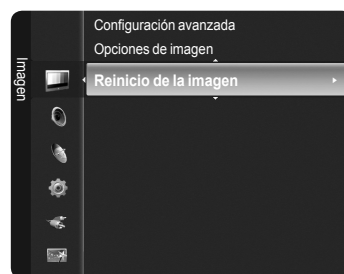 Imagen
Configuración avanzada
Opciones de imagen
Reinicio de la imagen